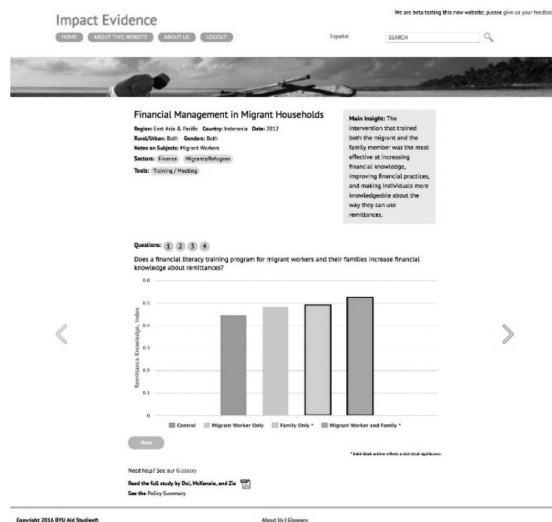 We are beta testing this new website; please give us your feedbac
Impact Evidence
HOME ABOUT THIS WEBSITE ABOUT US LOGOUT
Español
SEARCH
Financial Management in Migrant Households
Region: East Asia & Pacific Country: Indonesia Date: 2012
Rural/Urban: Both Genders: Both
Notes on Subjects: Migrant Workers
Sectors: Finance Migrants/Refugees
Tools: Training / Meeting
Main Insight: The
intervention that trained
both the migrant and the
family member was the most
effective at increasing
financial knowledge,
improving financial practices,
and making individuals more
knowledgeable about the
way they can use
remittances.
Questions: 1 2 3 4
Does a financial literacy training program for migrant workers and their families increase financial
knowledge about remittances?
Remittance Knowledge, Index
0.6
0.5
0.4
0.3
0.2
0.1
0
Control Migrant Worker Only Family Only * Migrant Worker and Family *
* Solid black outline reflects a statistical significance.
Next
Need help? See our Glossary
Read the full study by Doi, McKenzie, and Zia
See the Policy Summary
Copyright 2016 BYU Aid Studies©
About Us | Glossary